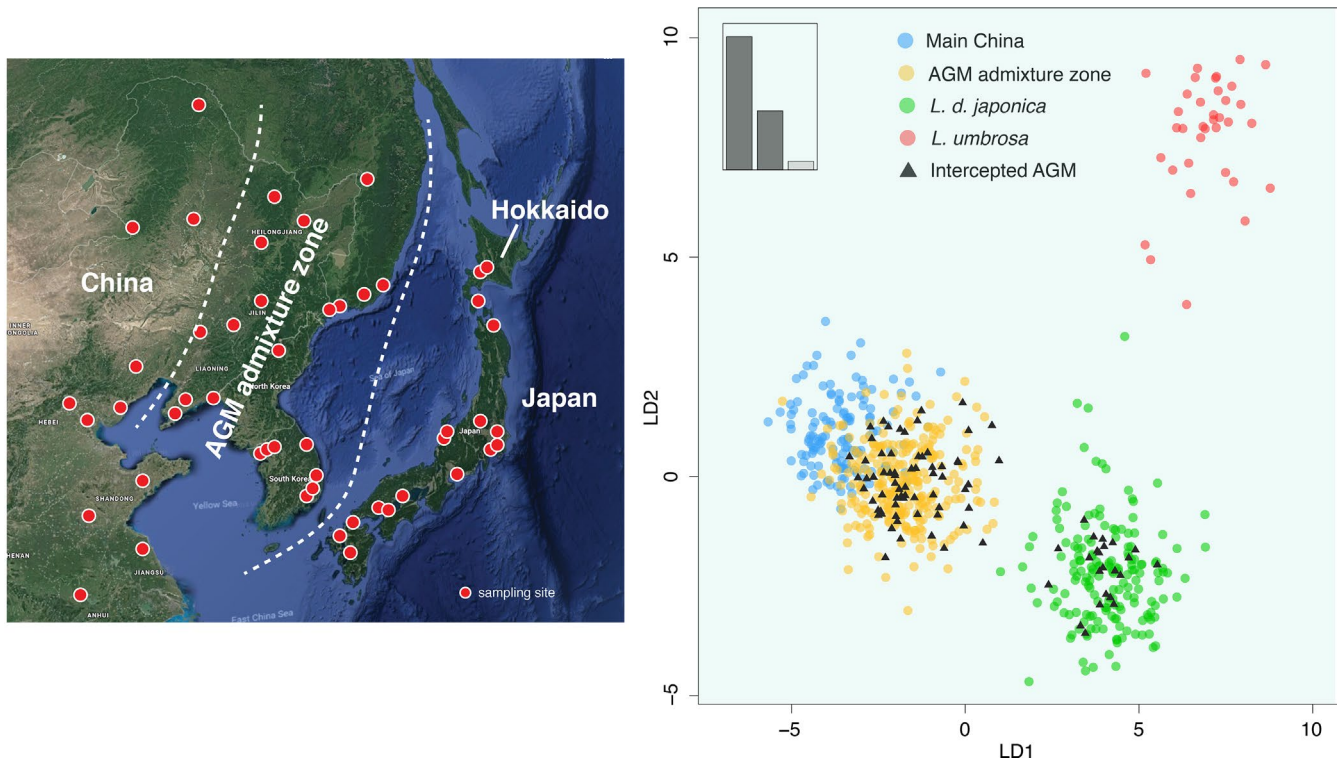 Hokkaido
HEILONGJIANG
China
AGM admixture zone
JILIN
INNER
LIAONING
North Korea
Sea of Japan
Japan
HEBEI
Japan
South Korea
SHANDONG
Yellow Sea
HENAN
JIANGSU
sampling site
ANHUI
East China Sea
Main China
AGM admixture zone
L. d. japonica
L. umbrosa
Intercepted AGM
10
5
0
−5
LD2
−5
0
5
10
LD1